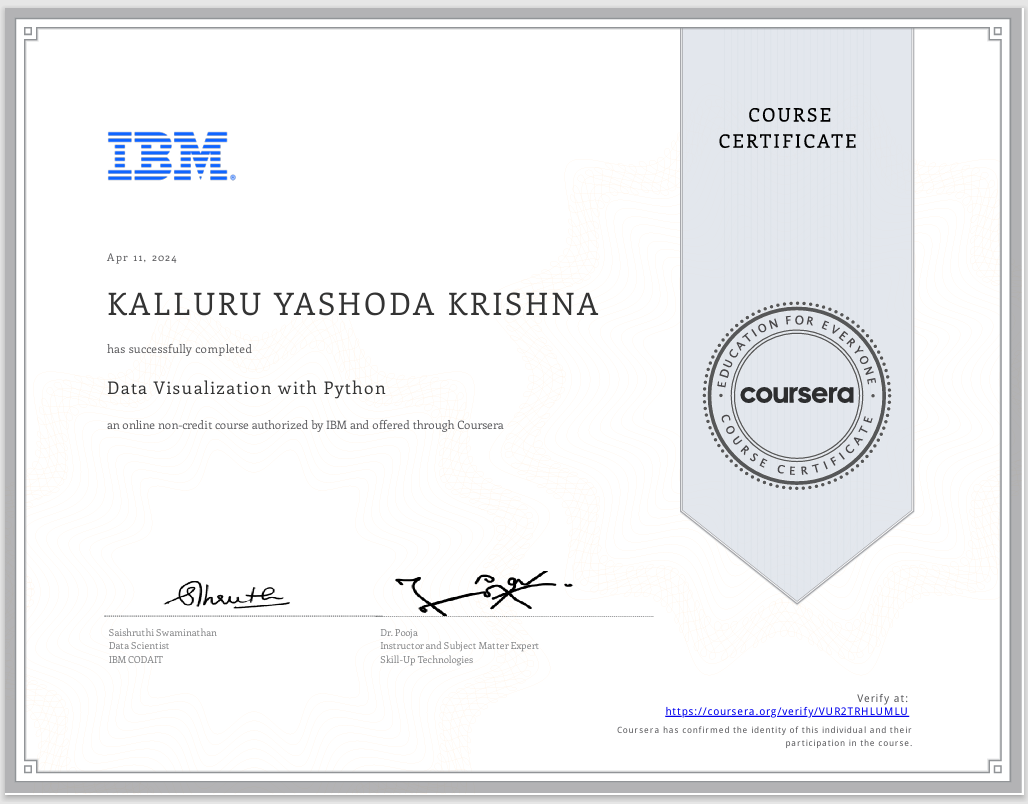 COURSE
CERTIFICATE
IBM®
Apr 11, 2024
KALLURU YASHODA KRISHNA
has successfully completed
Data Visualization with Python
an online non-credit course authorized by IBM and offered through Coursera
EDUCATION FOR EVERYONE
coursera
COURSE CERTIFICATE
Saishruthi Swaminathan
Data Scientist
IBM CODAIT
Dr. Pooja
Instructor and Subject Matter Expert
Skill-Up Technologies
Verify at:
https://coursera.org/verify/VUR2TRHLUMLU
Coursera has confirmed the identity of this individual and their
participation in the course.